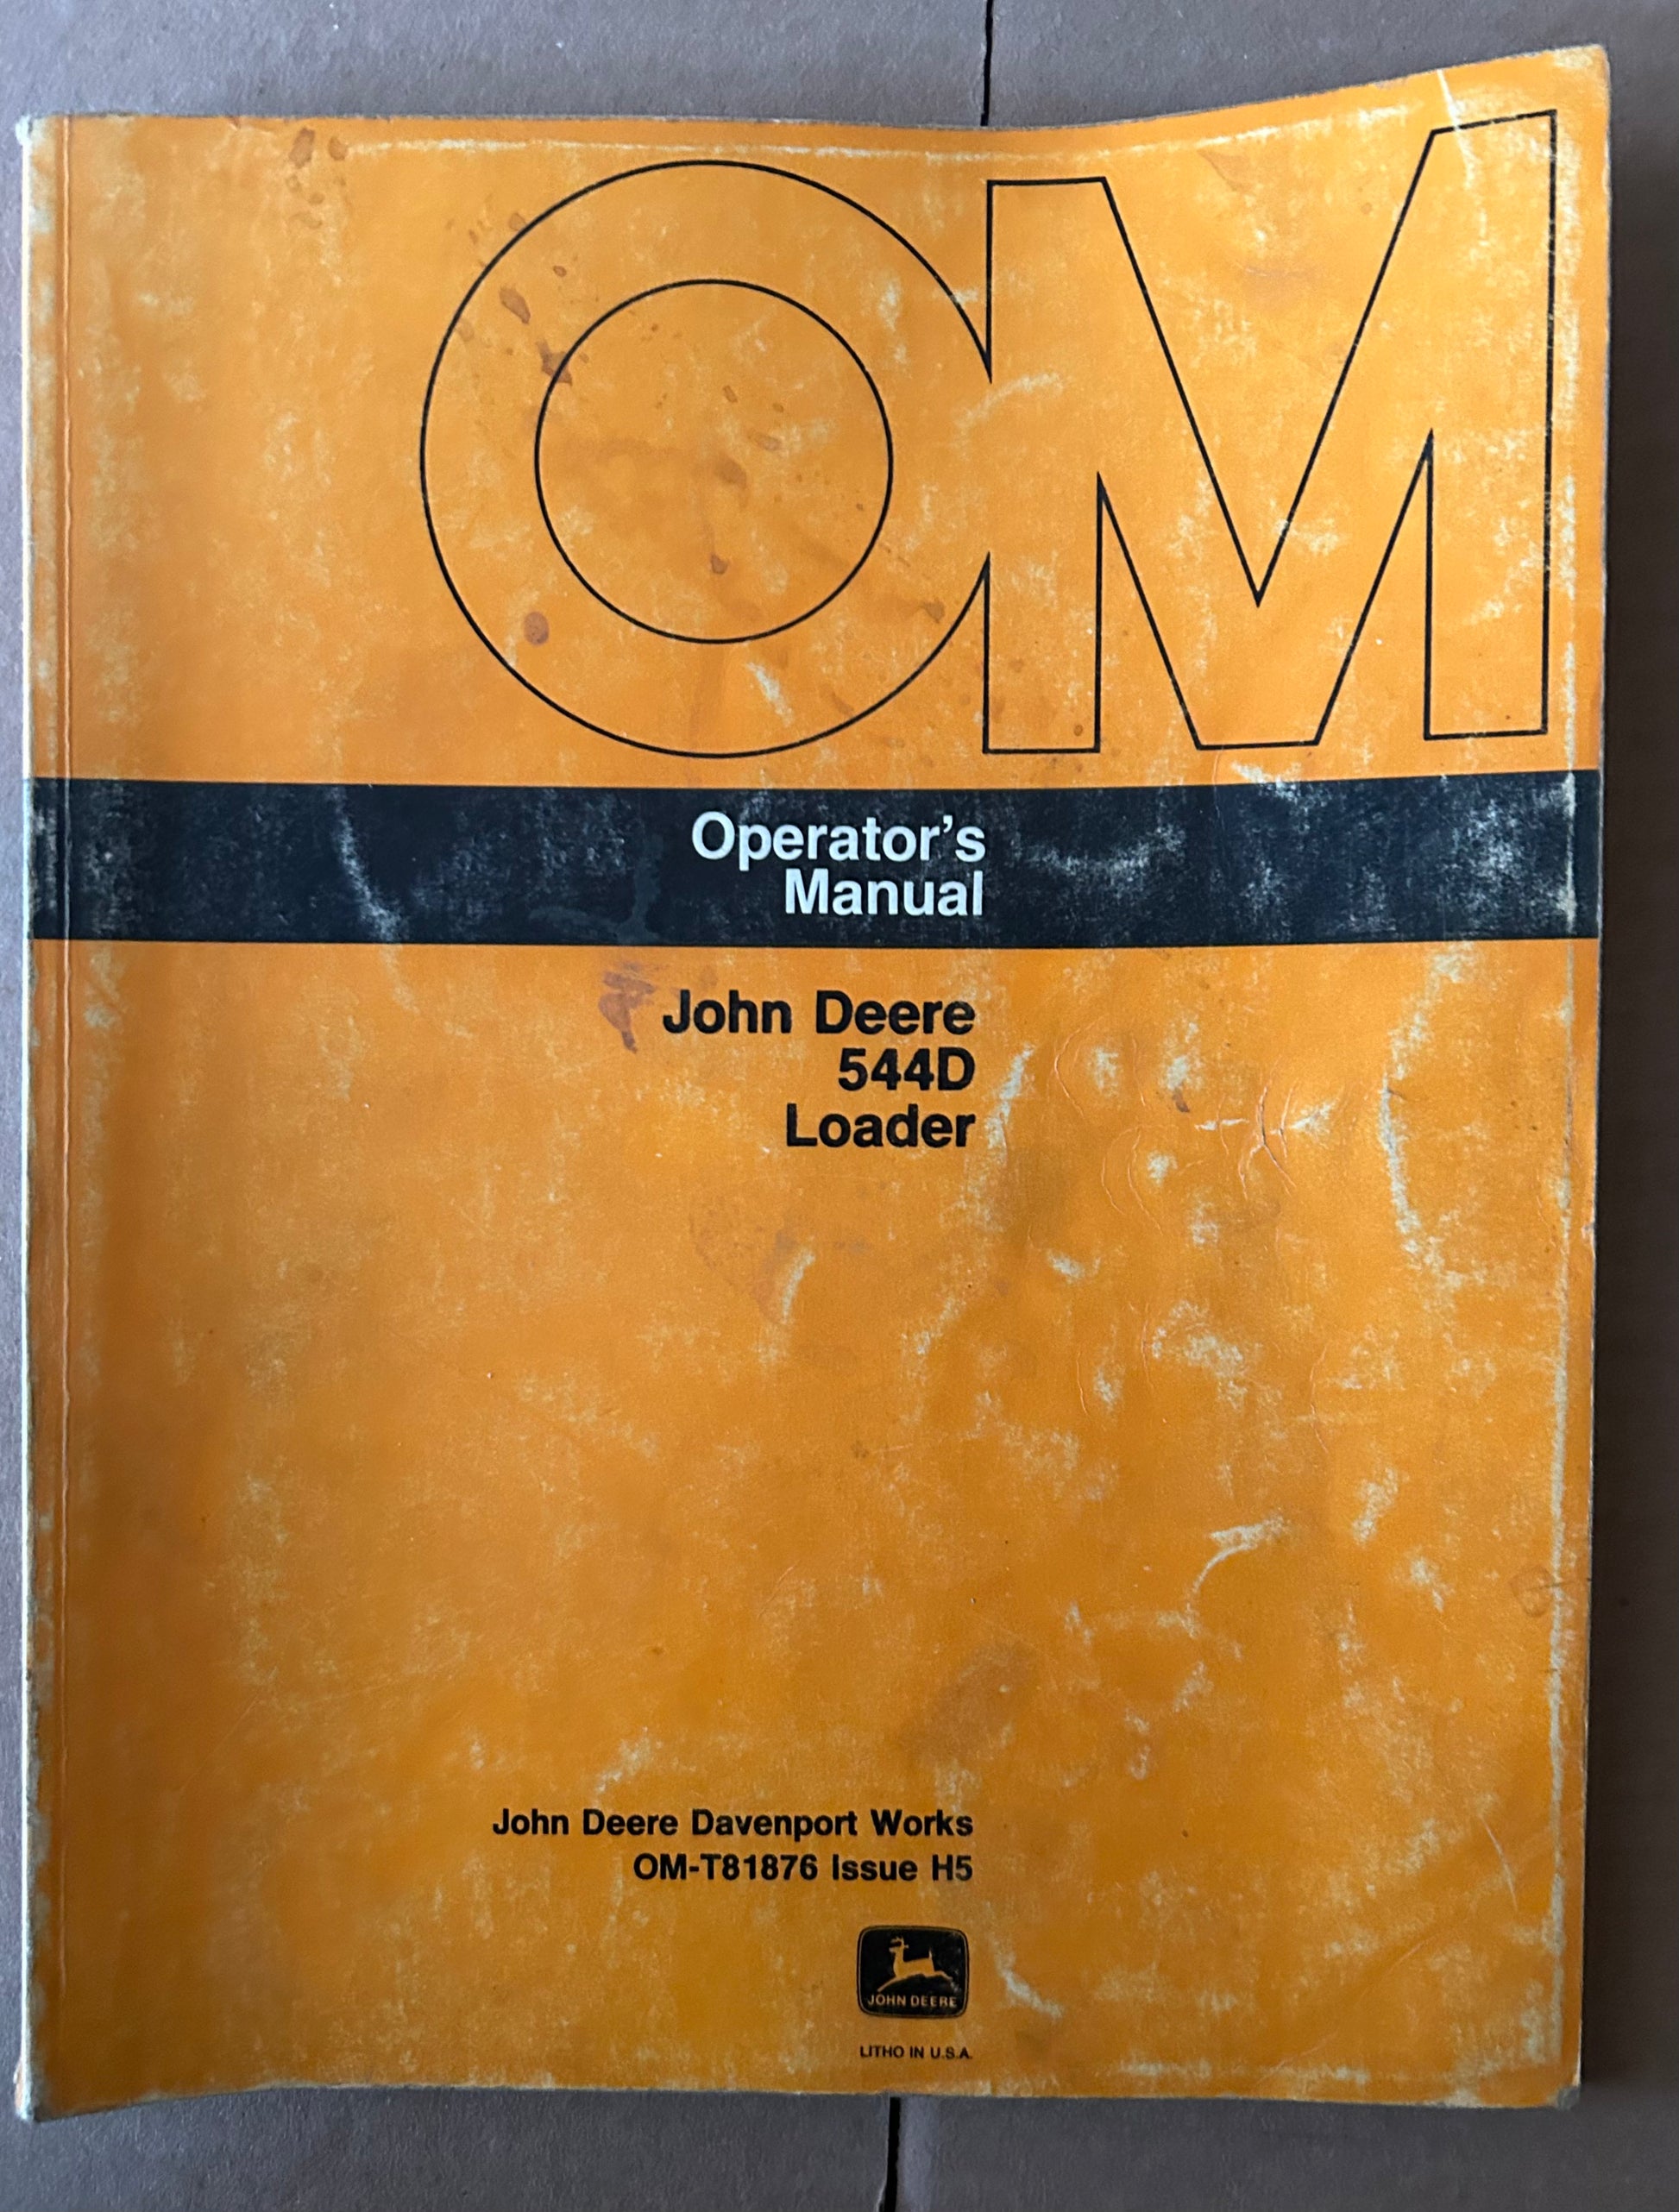 OM
Operator's
Manual
John Deere
544D
Loader
John Deere Davenport Works
OM-T81876 Issue H5
JOHN DEERE
LITHO IN U.S.A.